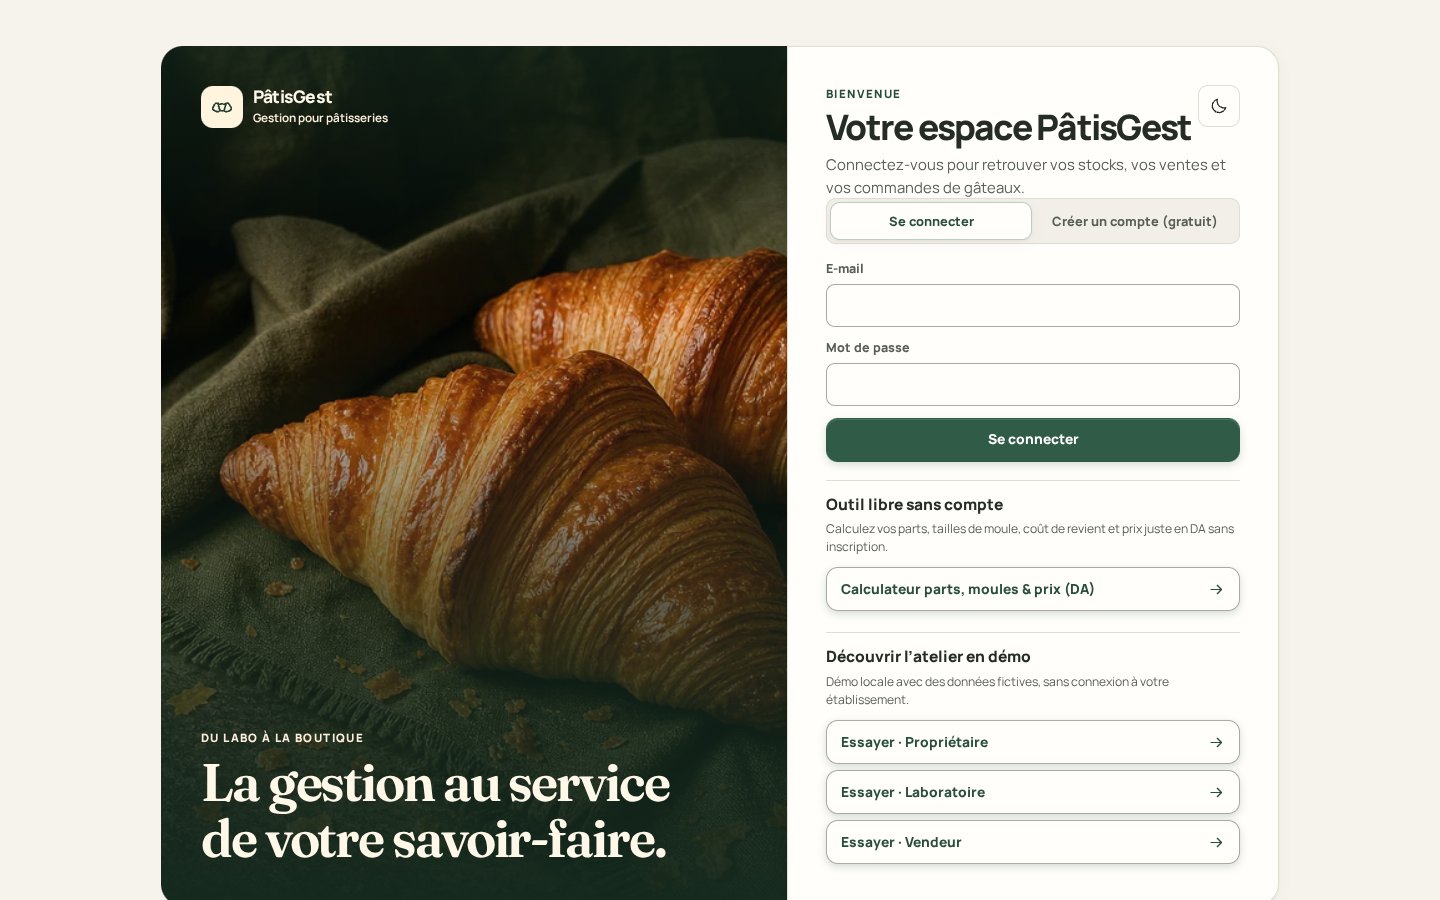 PâtisGest
Gestion pour pâtisseries
DU LABO À LA BOUTIQUE
La gestion au service
de votre savoir-faire.
BIENVENUE
Votre espace PâtisGest
Connectez-vous pour retrouver vos stocks, vos ventes et
vos commandes de gâteaux.
Se connecter
Créer un compte (gratuit)
E-mail
Mot de passe
Se connecter
Outil libre sans compte
Calculez vos parts, tailles de moule, coût de revient et prix juste en DA sans
inscription.
Calculateur parts, moules & prix (DA)
Découvrir l’atelier en démo
Démo locale avec des données fictives, sans connexion à votre
établissement.
Essayer · Propriétaire
Essayer · Laboratoire
Essayer · Vendeur